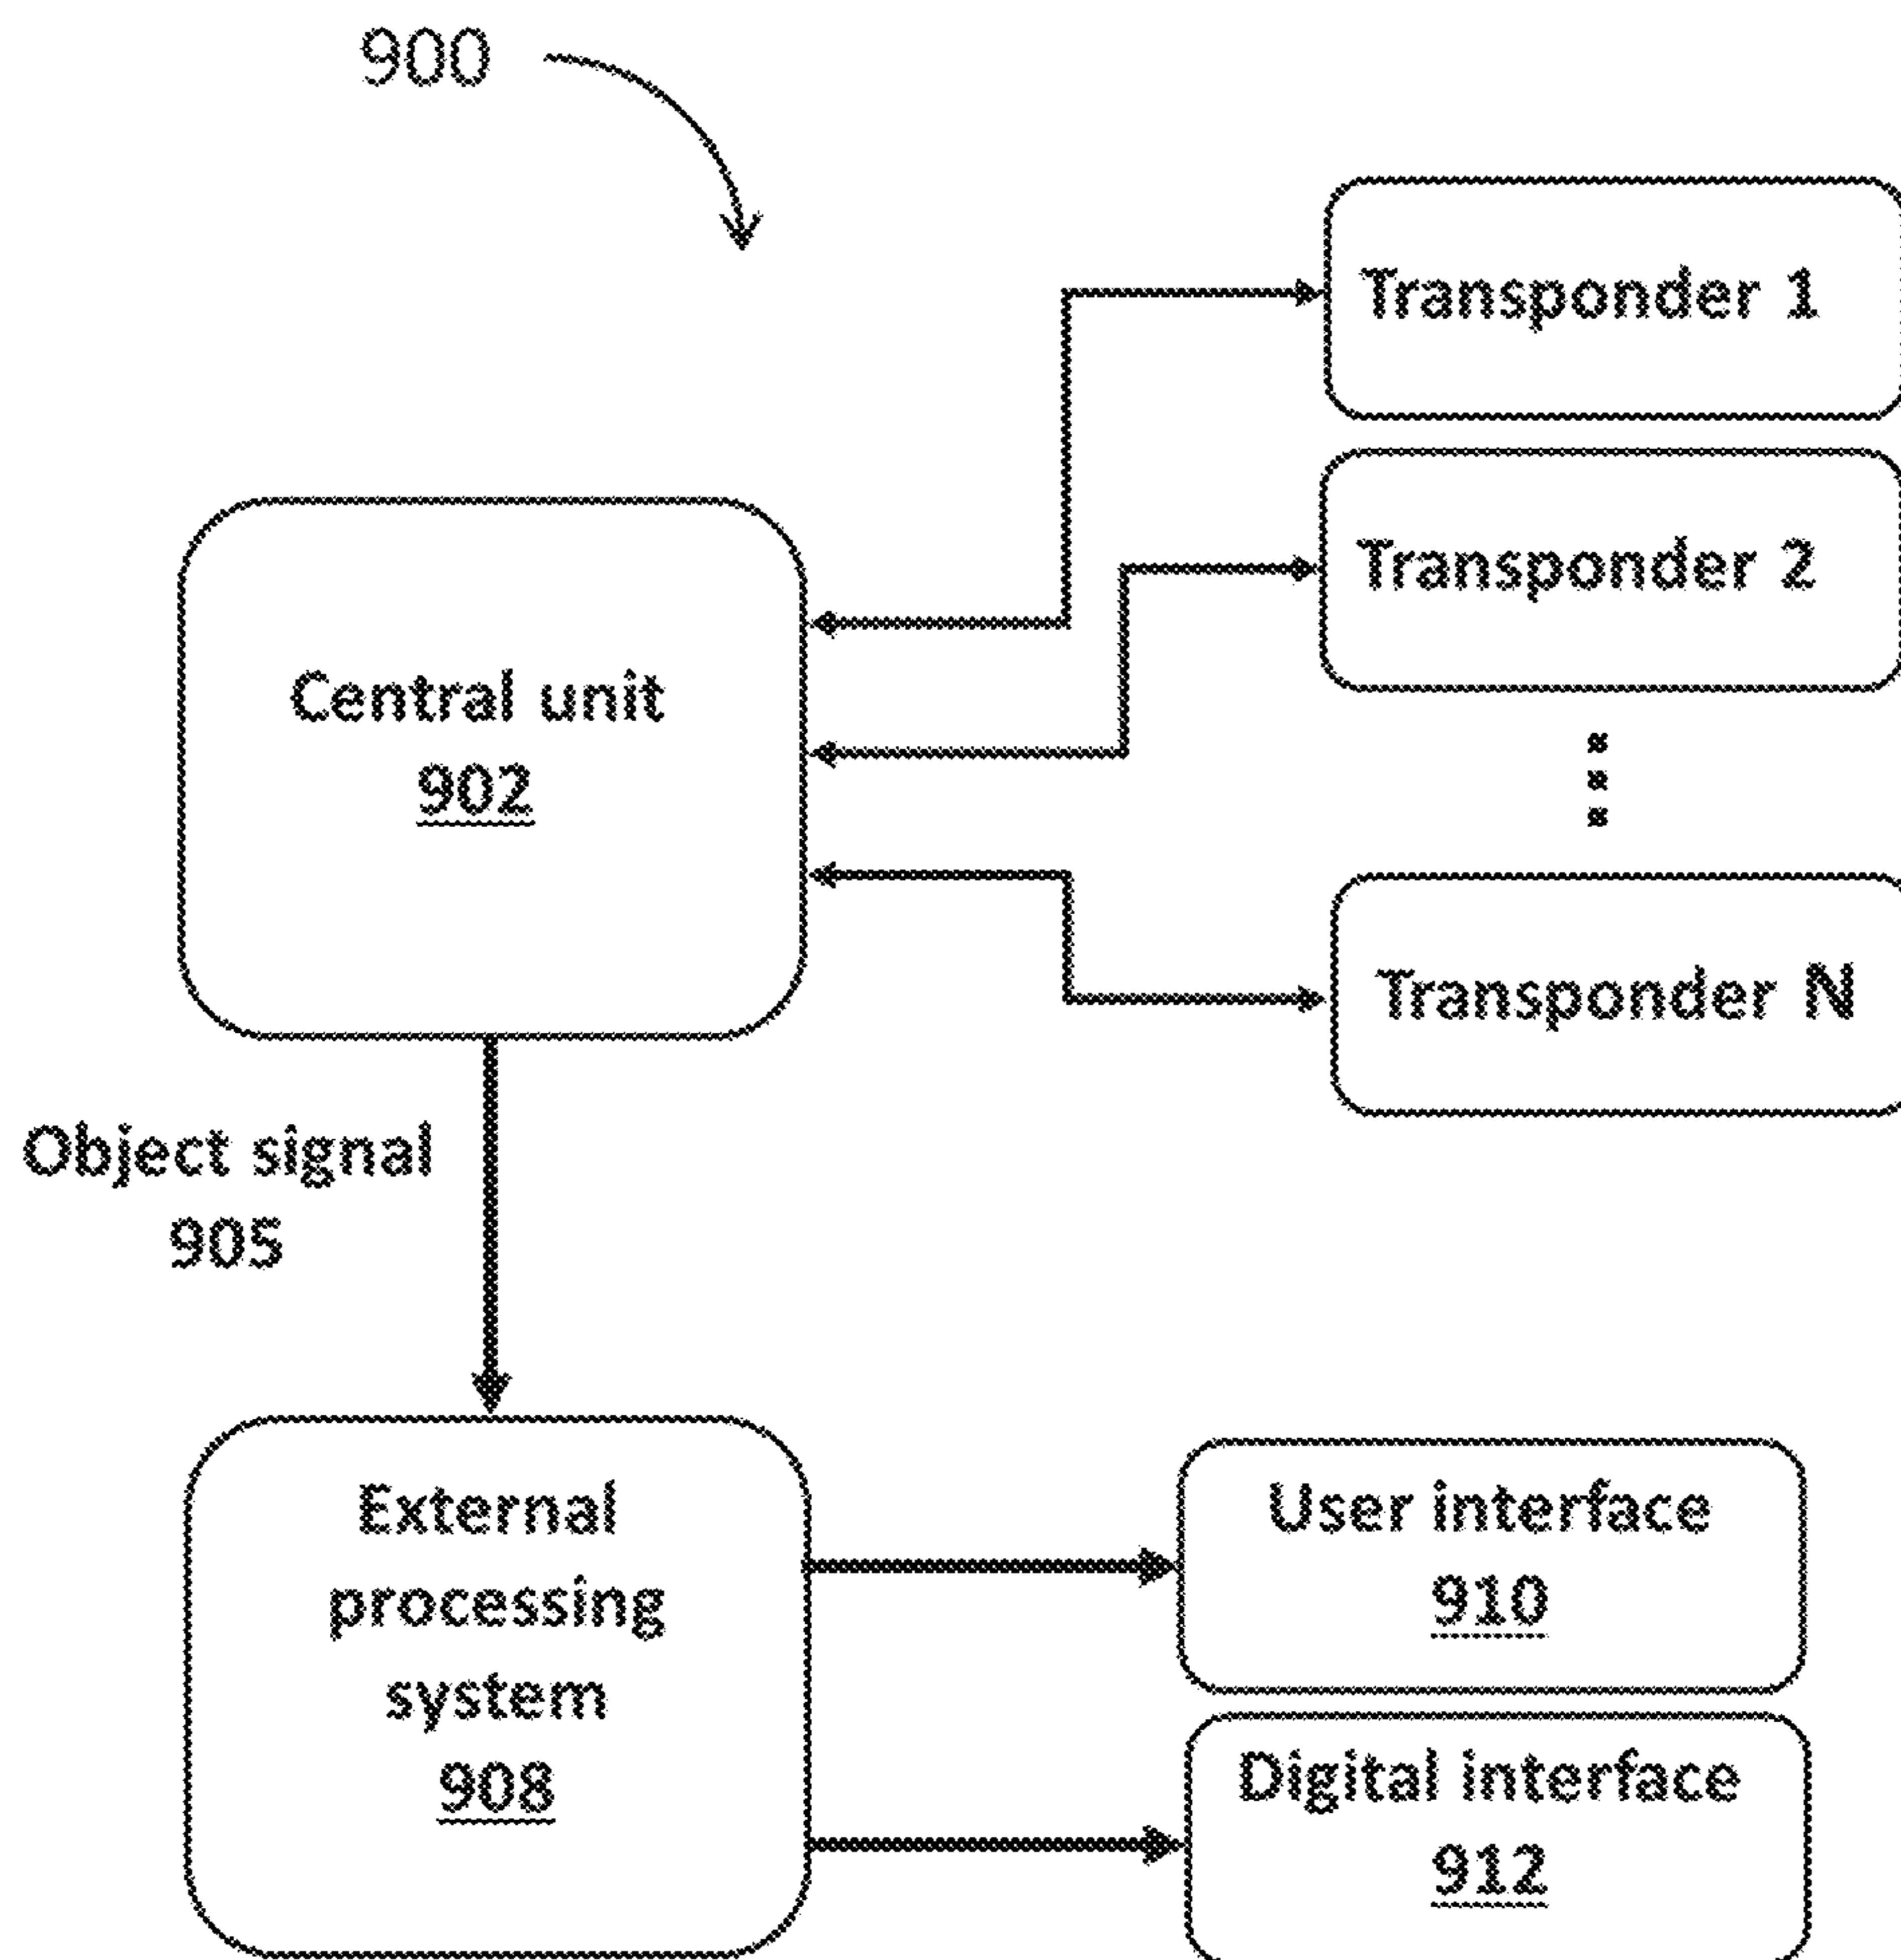 900
Transponder 1
Transponder 2
Central unit
902
Transponder N
Object signal
905
External
processing
system
908
User interface
910
Digital interface
912